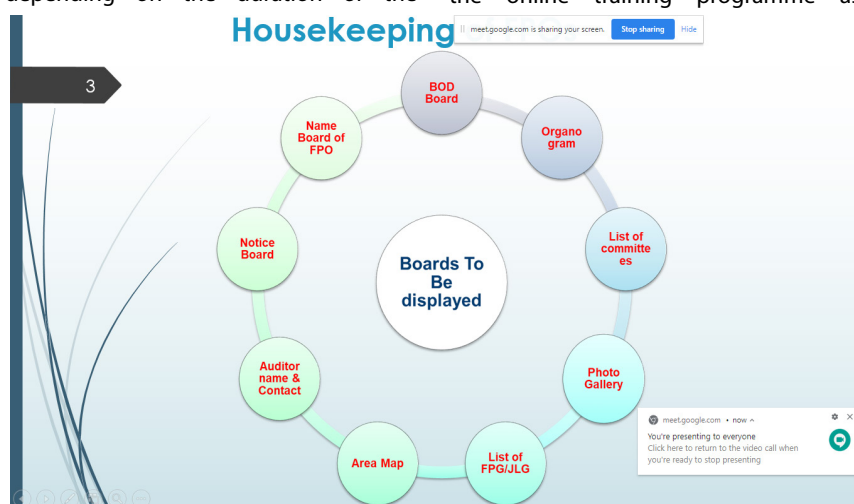 depending on the duration of the
the online training programme
Housekeeping
meet.google.com is sharing your screen.
Stop sharing
Hide
3
BOD
Board
Organo
gram
List of
committe
es
Photo
Gallery
List of
FPG/JLG
Area Map
Auditor
name &
Contact
Notice
Board
Name
Board of
FPO
Boards To
Be
displayed
meet.google.com • now
You're presenting to everyone
Click here to return to the video call when
you're ready to stop presenting